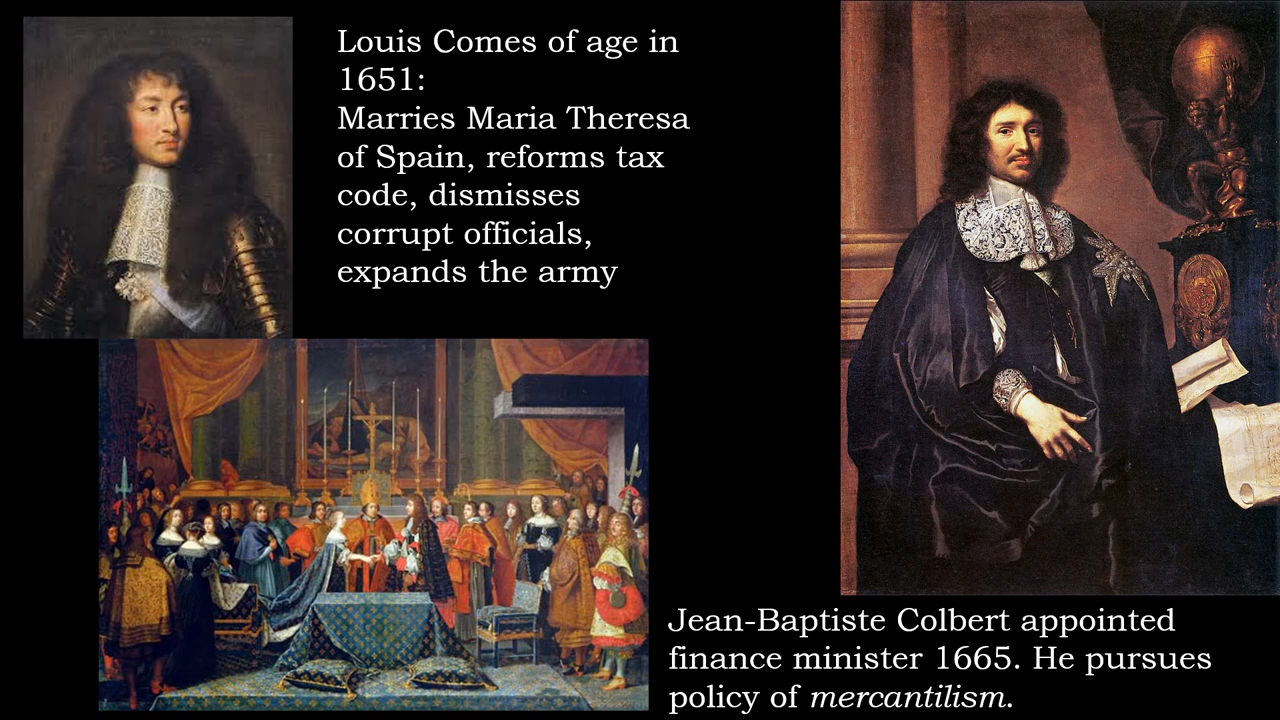 Louis Comes of age in
1651:
Marries Maria Theresa
of Spain, reforms tax
code, dismisses
corrupt officials,
expands the army
Jean-Baptiste Colbert appointed
finance minister 1665. He pursues
policy of mercantilism.